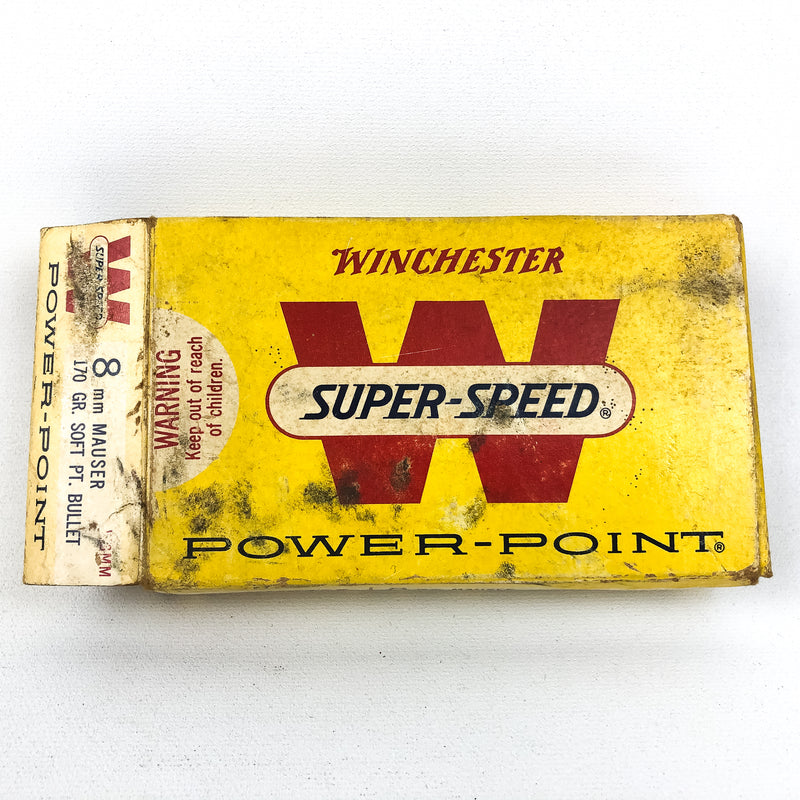 WINCHESTER
W
SUPER-SPEED®
POWER-POINT®
WARNING
Keep out of reach
of children.
W
SUPER-SPEED
POWER-POINT
8 mm MAUSER
170 GR. SOFT PT. BULLET